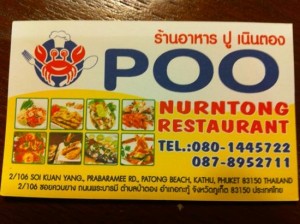 ร้านอาหาร ปู เนินตอง
POO
NURNTONG
RESTAURANT
TEL.:080-1445722
087-8952711
2/106 SOI KUAN YANG., PRABARAMEE RD., PATONG BEACH, KATHU, PHUKET 83150 THAILAND
2/106 ซอยควนยาง ถนนพระบารมี ตำบลป่าตอง อำเภอกะทู้ จังหวัดภูเก็ต 83150 ประเทศไทย